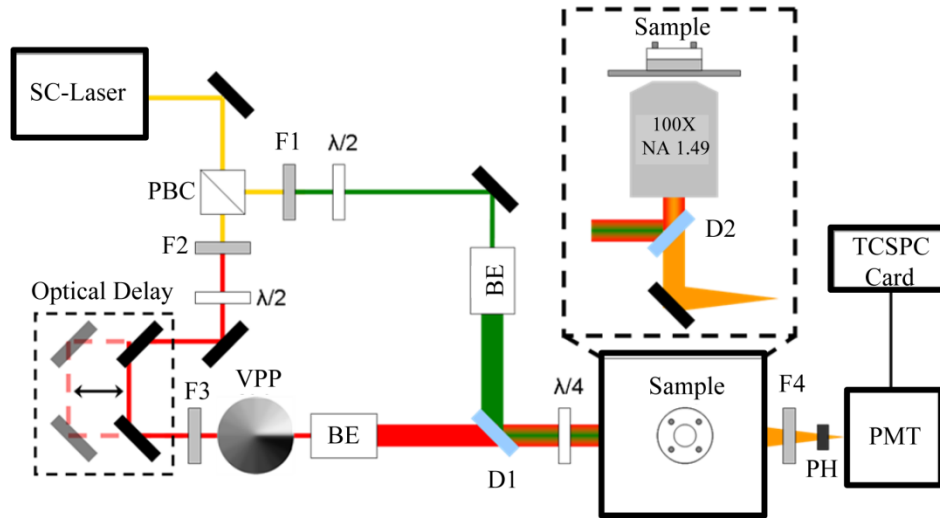 Sample
SC-Laser
100X
NA 1.49
F1
λ/2
PBC
D2
F2
TCSPC
Card
BE
λ/2
Optical Delay
F3
VPP
λ/4
Sample
F4
BE
PMT
D1
PH